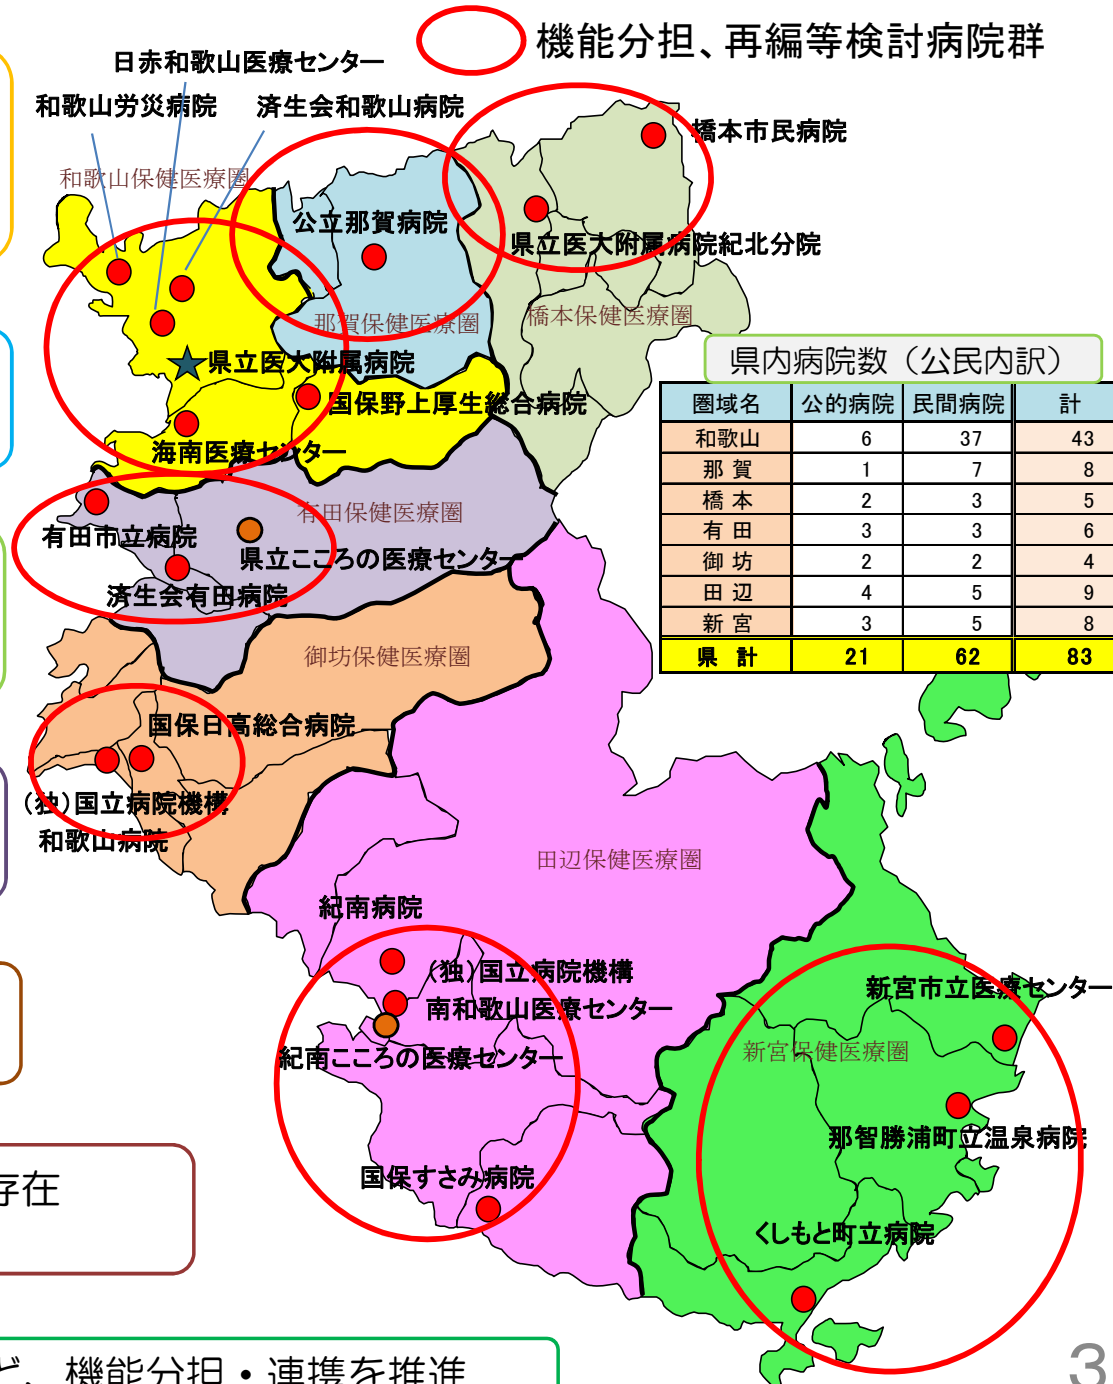 機能分担、再編等検討病院群
日赤和歌山医療センター
和歌山労災病院
済生会和歌山病院
橋本市民病院
和歌山保健医療圏
公立那賀病院
県立医大附属病院紀北分院
那賀保健医療圏
橋本保健医療圏
県立医大附属病院
国保野上厚生総合病院
海南医療センター
県内病院数（公民内訳）
圏域名 公的病院 民間病院 計
和歌山 6 37 43
那 賀 1 7 8
橋 本 2 3 5
有 田 3 3 6
御 坊 2 2 4
田 辺 4 5 9
新 宮 3 5 8
県 計 21 62 83
有田保健医療圏
有田市立病院
県立こころの医療センター
済生会有田病院
御坊保健医療圏
国保日高総合病院
（独）国立病院機構
和歌山病院
田辺保健医療圏
紀南病院
（独）国立病院機構
南和歌山医療センター
紀南こころの医療センター
国保すさみ病院
新宮市立医療センター
新宮保健医療圏
那智勝浦町立温泉病院
くしもと町立病院
存在
ど、機能分担・連携を推進
3